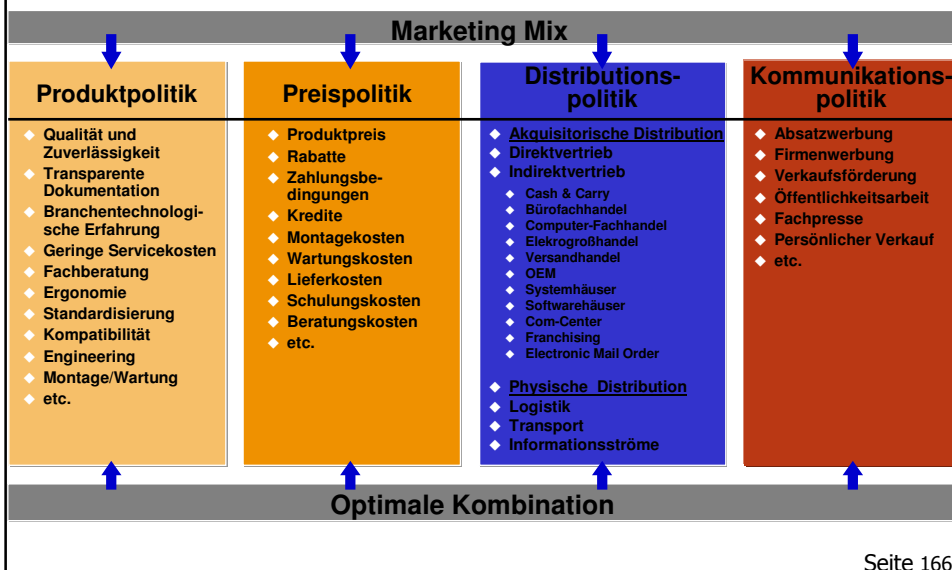 Marketing Mix
Produktpolitik
Qualität und
Zuverlässigkeit
Transparente
Dokumentation
Branchentechnologi-
sche Erfahrung
Geringe Servicekosten
Fachberatung
Ergonomie
Standardisierung
Kompatibilität
Engineering
Montage/Wartung
etc.
Preispolitik
Produktpreis
Rabatte
Zahlungsbe-
dingungen
Kredite
Montagekosten
Wartungskosten
Lieferkosten
Schulungskosten
Beratungskosten
etc.
Distributions-
politik
Akquisitorische Distribution
Direktvertrieb
Indirektvertrieb
Cash & Carry
Bürofachhandel
Computer-Fachhandel
Elekrogroßhandel
Versandhandel
OEM
Systemhäuser
Softwarehäuser
Com-Center
Franchising
Electronic Mail Order
Physische Distribution
Logistik
Transport
Informationsströme
Kommunikations-
politik
Absatzwerbung
Firmenwerbung
Verkaufsförderung
Öffentlichkeitsarbeit
Fachpresse
Persönlicher Verkauf
etc.
Optimale Kombination
Seite 166